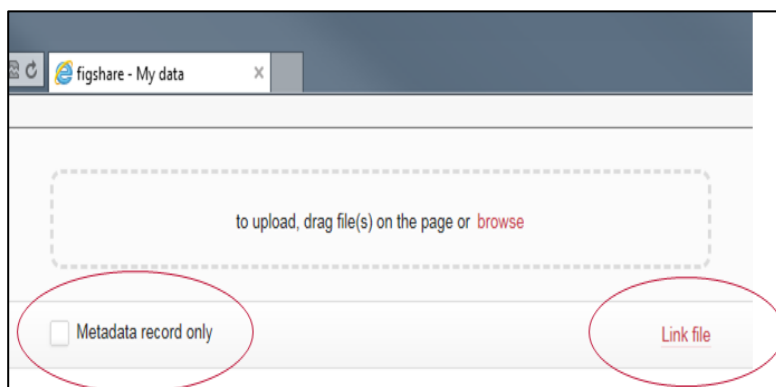 figshare - My data
to upload, drag file(s) on the page or browse
Metadata record only
Link file